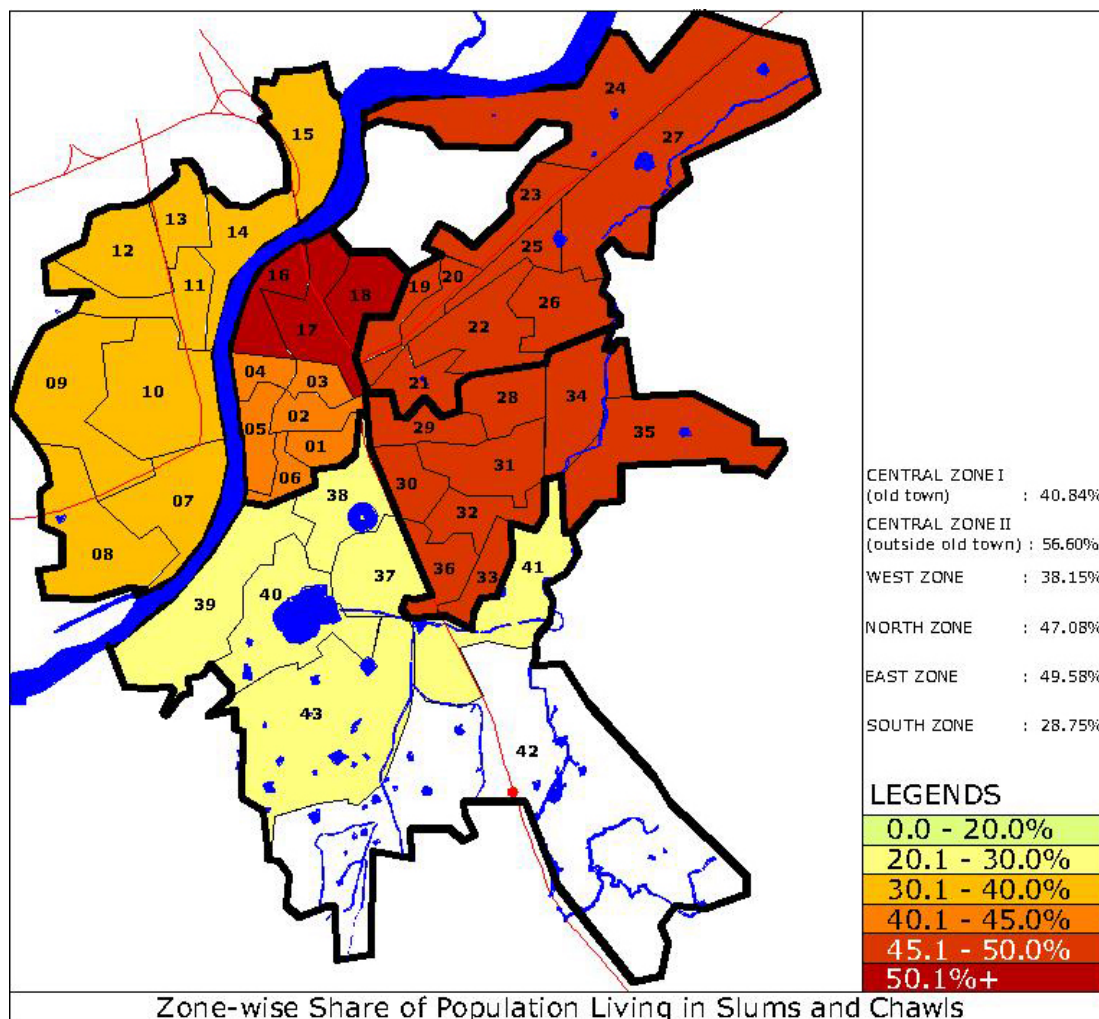 24
27
15
23
13
14
12
25
16
20
11
19
18
26
22
17
04
03
21
09
10
28
34
02
05
29
35
01
31
06
30
38
07
32
08
36
33
41
37
40
39
43
42
CENTRAL ZONE I
(old town) : 40.84%
CENTRAL ZONE II
(outside old town) : 56.60%
WEST ZONE : 38.15%
NORTH ZONE : 47.08%
EAST ZONE : 49.58%
SOUTH ZONE : 28.75%
LEGENDS
0.0 - 20.0%
20.1 - 30.0%
30.1 - 40.0%
40.1 - 45.0%
45.1 - 50.0%
50.1%+
Zone-wise Share of Population Living in Slums and Chawls